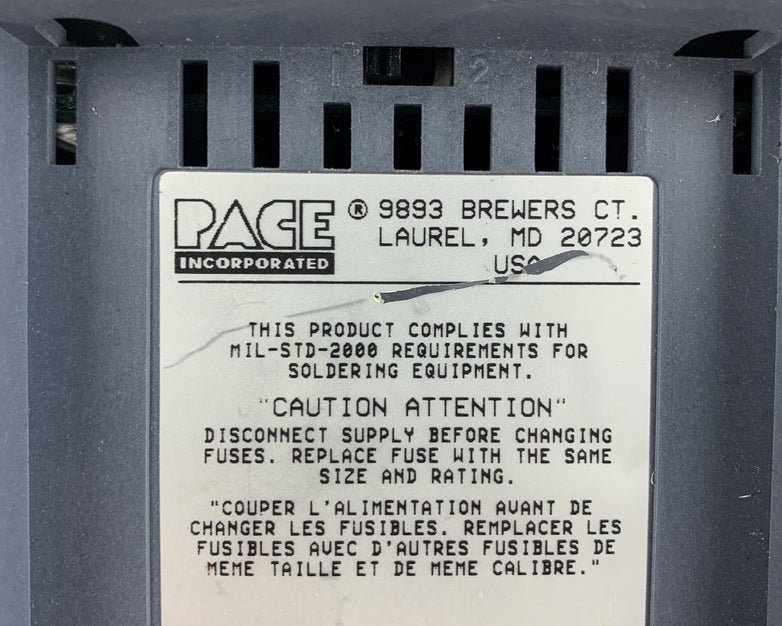 2
PACE ® 9893 BREWERS CT.
LAUREL, MD 20723
INCORPORATED USA
THIS PRODUCT COMPLIES WITH
MIL-STD-2000 REQUIREMENTS FOR
SOLDERING EQUIPMENT.
"CAUTION ATTENTION"
DISCONNECT SUPPLY BEFORE CHANGING
FUSES. REPLACE FUSE WITH THE SAME
SIZE AND RATING.
"COUPER L'ALIMENTATION AVANT DE
CHANGER LES FUSIBLES. REMPLACER LES
FUSIBLES AVEC D'AUTRES FUSIBLES DE
MEME TAILLE ET DE MEME CALIBRE."